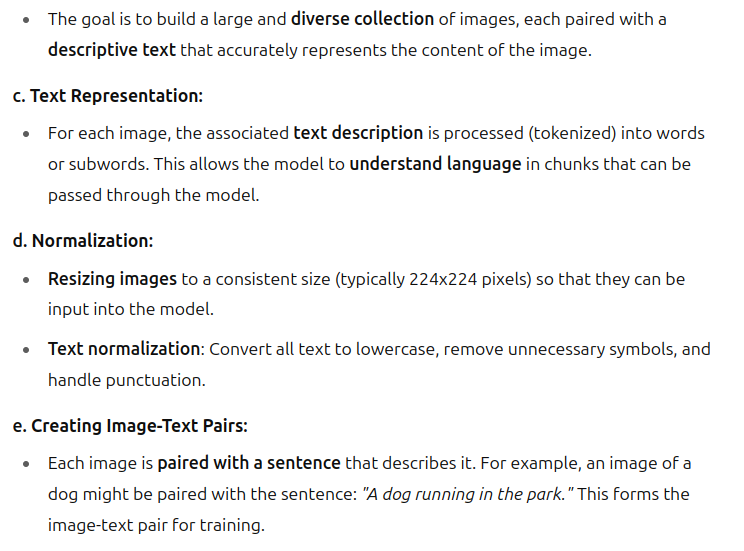 The goal is to build a large and diverse collection of images, each paired with a
descriptive text that accurately represents the content of the image.
c. Text Representation:
For each image, the associated text description is processed (tokenized) into words
or subwords. This allows the model to understand language in chunks that can be
passed through the model.
d. Normalization:
Resizing images to a consistent size (typically 224x224 pixels) so that they can be
input into the model.
Text normalization: Convert all text to lowercase, remove unnecessary symbols, and
handle punctuation.
e. Creating Image-Text Pairs:
Each image is paired with a sentence that describes it. For example, an image of a
dog might be paired with the sentence: "A dog running in the park." This forms the
image-text pair for training.